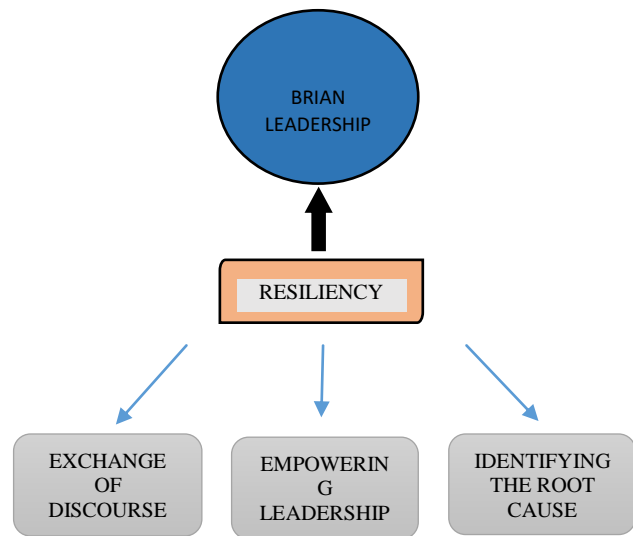 BRIAN
LEADERSHIP
RESILIENCY
EXCHANGE
OF
DISCOURSE
EMPOWERIN
G
LEADERSHIP
IDENTIFYING
THE ROOT
CAUSE